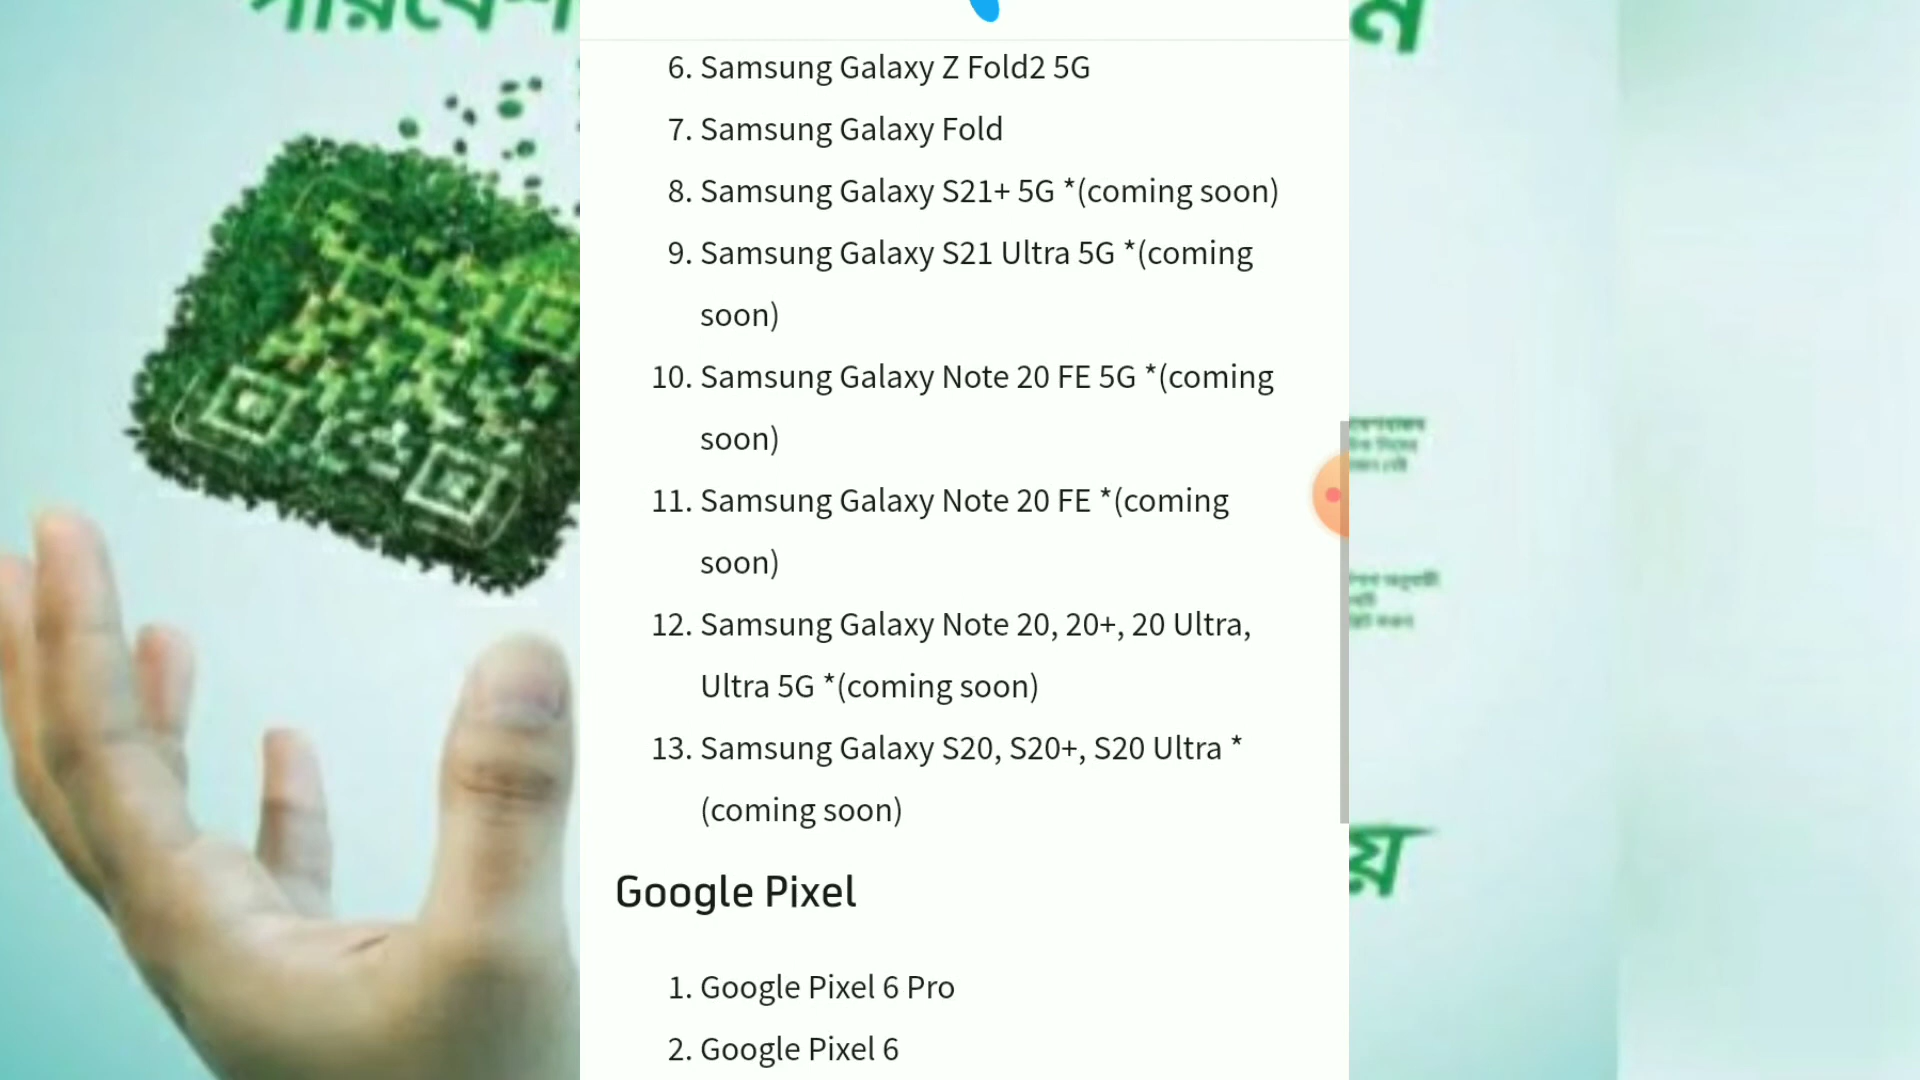 6. Samsung Galaxy Z Fold2 5G
7. Samsung Galaxy Fold
8. Samsung Galaxy S21+ 5G *(coming soon)
9. Samsung Galaxy S21 Ultra 5G *(coming
soon)
10. Samsung Galaxy Note 20 FE 5G *(coming
soon)
11. Samsung Galaxy Note 20 FE *(coming
soon)
12. Samsung Galaxy Note 20, 20+, 20 Ultra,
Ultra 5G *(coming soon)
13. Samsung Galaxy S20, S20+, S20 Ultra *
(coming soon)
Google Pixel
1. Google Pixel 6 Pro
2. Google Pixel 6